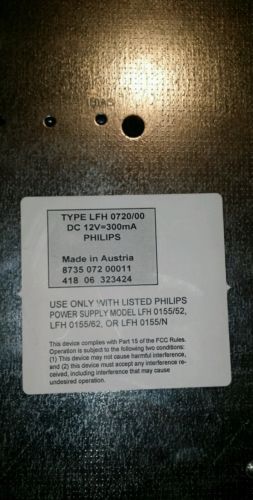 TYPE LFH 0720/00
DC 12V=300mA
PHILIPS
Made in Austria
8735 072 00011
418 06 323424
USE ONLY WITH LISTED PHILIPS
POWER SUPPLY MODEL LFH 0155/52,
LFH 0155/62, OR LFH 0155/N
This device complies with Part 15 of the FCC Rules.
Operation is subject to the following two conditions:
(1) This device may not cause harmful interference,
and (2) this device must accept any interference re-
ceived, including interference that may cause
undesired operation.